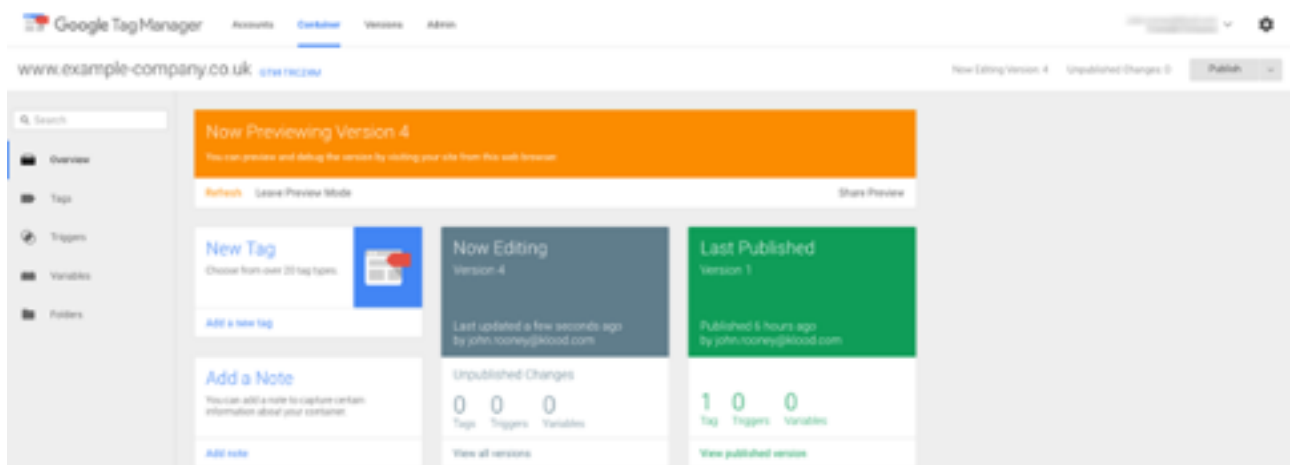 Google Tag Manager Accounts Container Versions Admin
www.example-company.co.uk
Now Editing Version 4 Unpublished Changes 0 Publish
Search
Overview
Tags
Triggers
Variables
Folders
Now Previewing Version 4
You can preview and debug the version by visiting your site from this web browser.
Refresh Leave Preview Mode Share Preview
New Tag
Choose from over 20 tag types.
Add a new tag
Now Editing
Version 4
Last updated a few seconds ago
by john.rooney@klood.com
Last Published
Version 1
Published 6 hours ago
by john.rooney@klood.com
Add a Note
You can add a note to capture certain
information about your container.
Add note
Unpublished Changes
0 0 0
Tags Triggers Variables
View all versions
1 0 0
Tag Triggers Variables
View published version